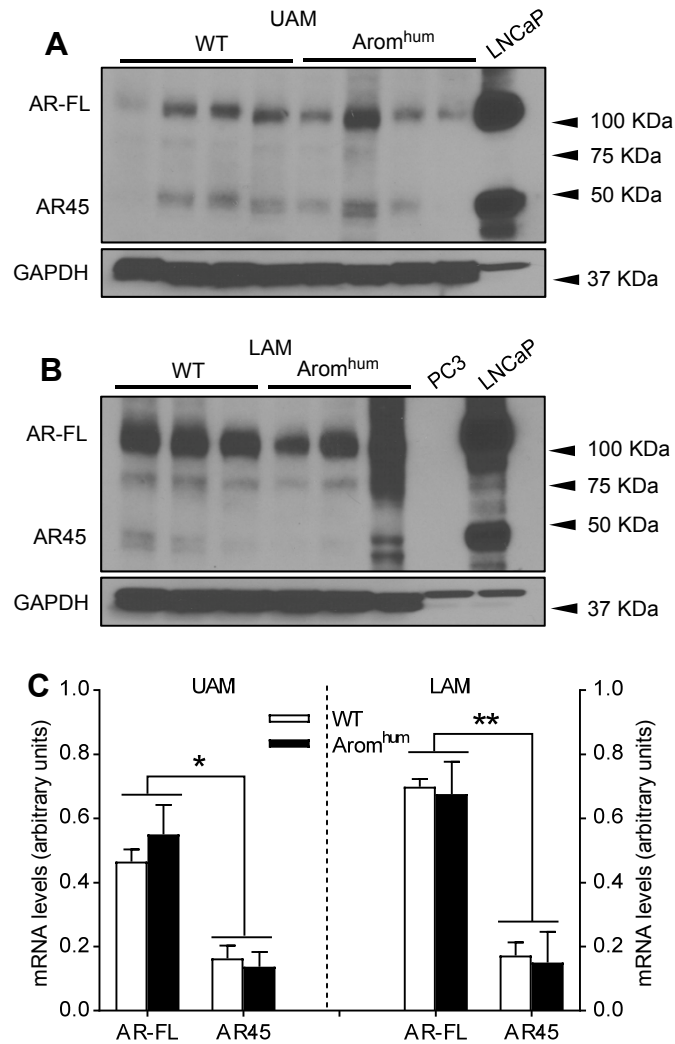 A
UAM
WT
Arom^hum
LNCaP
AR-FL
100 KDa
75 KDa
50 KDa
AR45
GAPDH
37 KDa
B
LAM
WT
Arom^hum
PC3
LNCaP
AR-FL
100 KDa
75 KDa
50 KDa
AR45
GAPDH
37 KDa
C
UAM
LAM
WT
Arom^hum
*
**
mRNA levels (arbitrary units)
1.0
0.8
0.6
0.4
0.2
0.0
1.0
0.8
0.6
0.4
0.2
0.0
mRNA levels (arbitrary units)
AR-FL
AR45
AR-FL
AR45